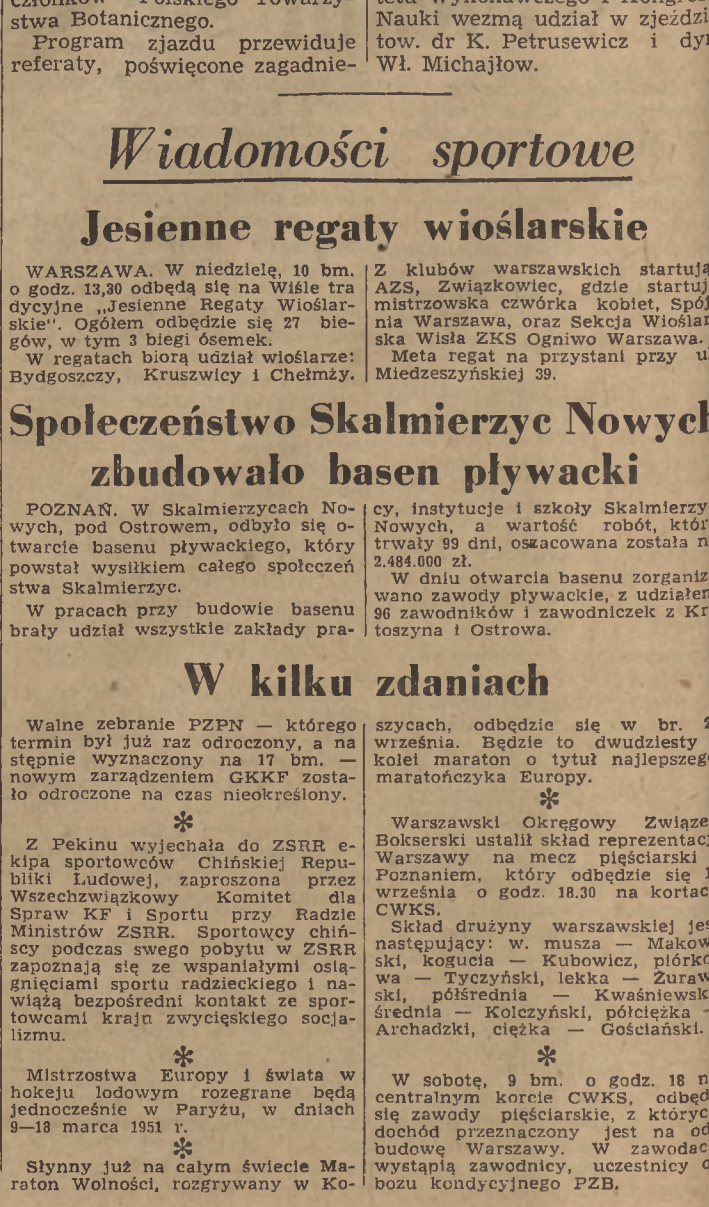 stwa Botanicznego.
Program zjazdu przewiduje
referaty, poświęcone zagadnie-
Nauki wezmą udział w zjeździ
tow. dr K. Petrusewicz i dyr
Wł. Michajłow.
Wiadomości sportowe
Jesienne regaty wioślarskie
WARSZAWA. W niedzielę, 10 bm.
o godz. 13,30 odbędą się na Wiśle tra
dycyjne „Jesienne Regaty Wioślar-
skie". Ogółem odbędzie się 27 bie-
gów, w tym 3 biegi ósemek.
W regatach biorą udział wioślarze:
Bydgoszczy, Kruszwicy i Chełmży.
Z klubów warszawskich startują
AZS, Związkowiec, gdzie startuj
mistrzowska czwórka kobiet, Spój
nia Warszawa, oraz Sekcja Wioślar
ska Wisła ZKS Ogniwo Warszawa.
Meta regat na przystani przy u
Miedzeszyńskiej 39.
Społeczeństwo Skalmierzyc Nowych
zbudowało basen pływacki
POZNAŃ. W Skalmierzycach No-
wych, pod Ostrowem, odbyło się o-
twarcie basenu pływackiego, który
powstał wysiłkiem całego społeczeń
stwa Skalmierzyc.
W pracach przy budowie basenu
brały udział wszystkie zakłady pra-
cy, instytucje i szkoły Skalmierzy
Nowych, a wartość robót, któr
trwały 99 dni, oszacowana została n
2.484.000 zł.
W dniu otwarcia basenu zorganiz
wano zawody pływackie, z udziałem
96 zawodników i zawodniczek z Kr
toszyna i Ostrowa.
W kilku zdaniach
Walne zebranie PZPN — którego
termin był już raz odroczony, a na
stępnie wyznaczony na 17 bm. —
nowym zarządzeniem GKKF zosta-
ło odroczone na czas nieokreślony.
Z Pekinu wyjechała do ZSRR e-
kipa sportowców Chińskiej Repu-
bliki Ludowej, zaproszona przez
Wszechzwiązkowy Komitet dla
Spraw KF i Sportu przy Radzie
Ministrów ZSRR. Sportowcy chiń-
scy podczas swego pobytu w ZSRR
zapoznają się ze wspaniałymi osią-
gnięciami sportu radzieckiego i na-
wiążą bezpośredni kontakt ze spor-
towcami kraju zwycięskiego socja-
lizmu.
Mistrzostwa Europy i świata w
hokeju lodowym rozegrane będą
jednocześnie w Paryżu, w dniach
9—18 marca 1951 r.
Słynny już na całym świecie Ma-
raton Wolności, rozgrywany w Ko-
szycach, odbędzie się w br. 2
września. Będzie to dwudziesty
kolei maraton o tytuł najlepszeg
maratończyka Europy.
Warszawski Okręgowy Związe
Bokserski ustalił skład reprezentacj
Warszawy na mecz pięściarski
Poznaniem, który odbędzie się 1
września o godz. 18.30 na kortac
CWKS.
Skład drużyny warszawskiej jes
następujący: w. musza — Makow
ski, kogucia — Kubowicz, piórko
wa — Tyczyński, lekka — Żuraw
ski, półśrednia — Kwaśniewsk
średnia — Kolczyński, półciężka —
Archadzki, ciężka — Gościański.
W sobotę, 9 bm. o godz. 18 n
centralnym korcie CWKS, odbęd
się zawody pięściarskie, z któryc
dochód przeznaczony jest na od
budowę Warszawy. W zawodac
wystąpią zawodnicy, uczestnicy o
bozu kondycyjnego PZB.